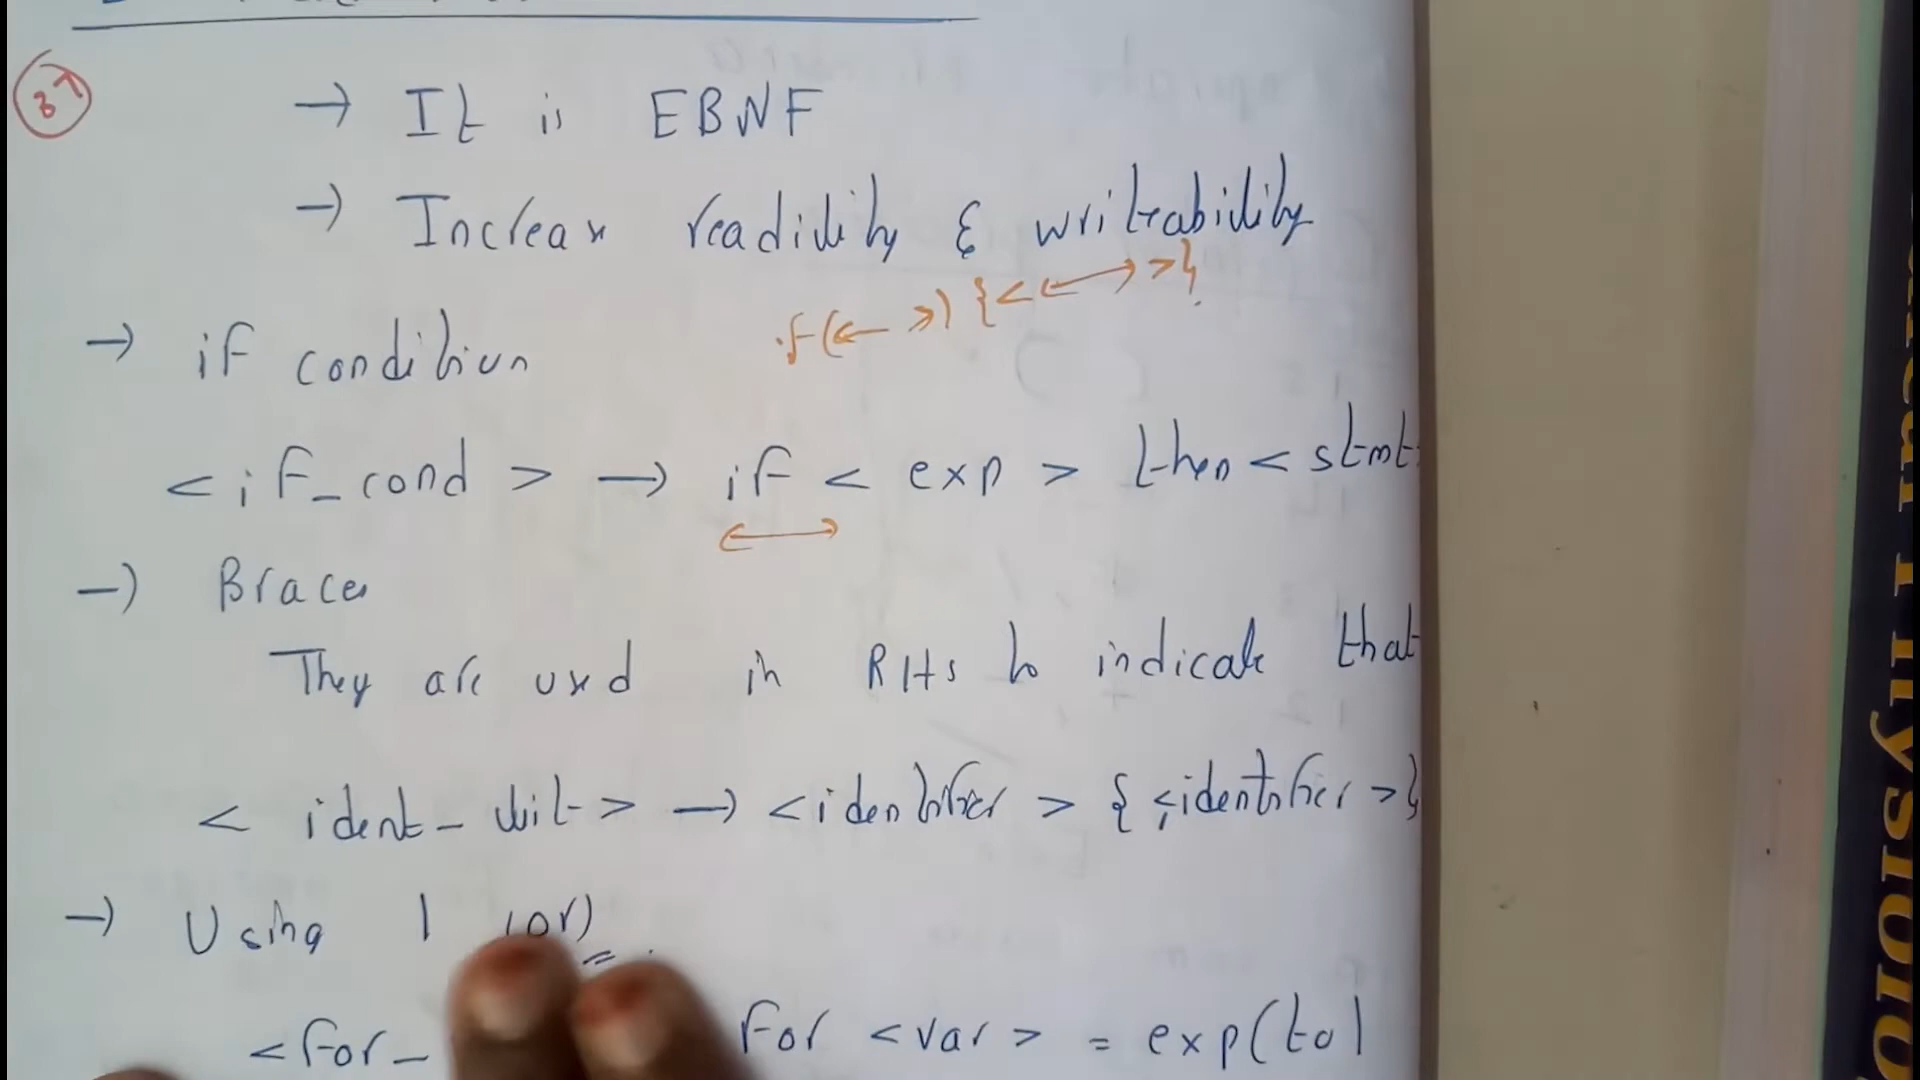 37
→ It is EBNF
→ Increase readibility & writeability
if(< >) {< >}
→ if condition
<if_cond> → if <exp> then <stmt
→ Braces
They are used in RHS to indicate that
<ident_list> → <identifier> {,identifier>}
→ Using | (or)
<for_ for <var> = exp(to|